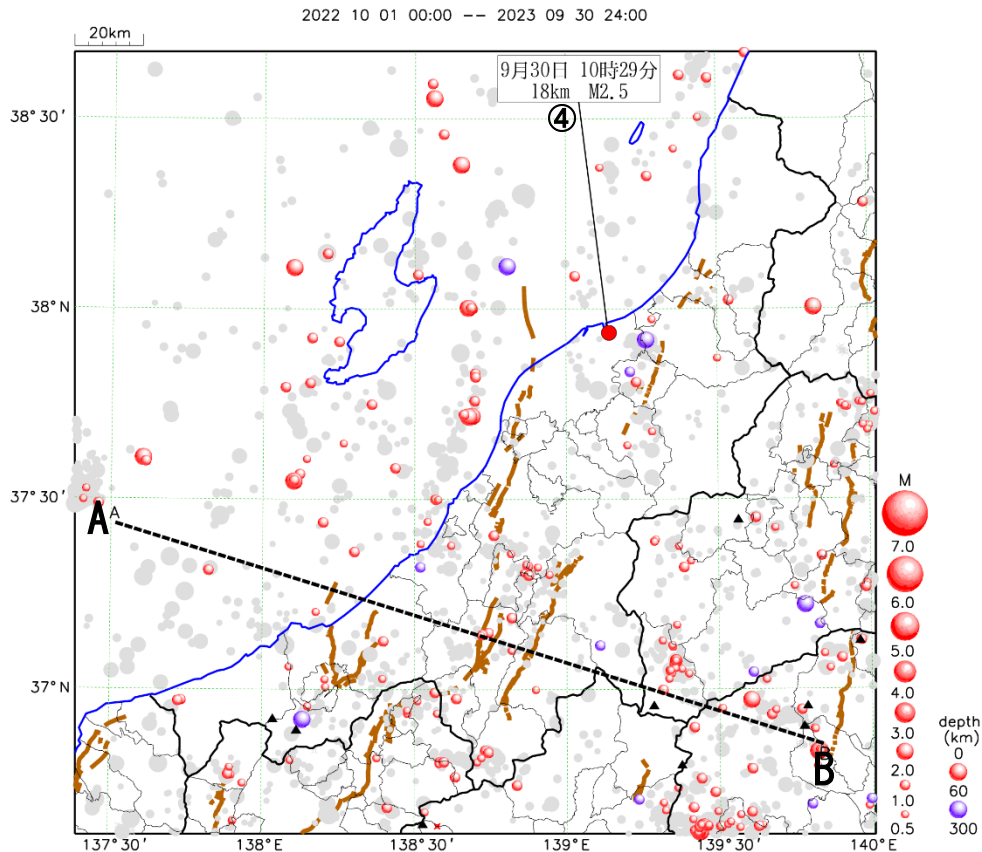 2022 10 01 00:00 -- 2023 09 30 24:00
20km
9月30日 10時29分
18km M2.5
④
38°30′
38°N
37°30′
37°N
A
A
B
M
7.0
6.0
5.0
4.0
3.0
2.0
1.0
0.5
depth
(km)
0
60
300
137°30′
138°E
138°30′
139°E
139°30′
140°E